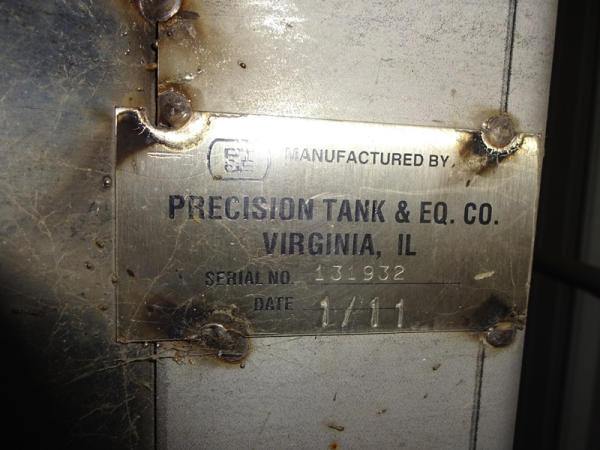 MANUFACTURED BY
PRECISION TANK & EQ. CO.
VIRGINIA, IL
SERIAL NO. 131932
DATE 1/11